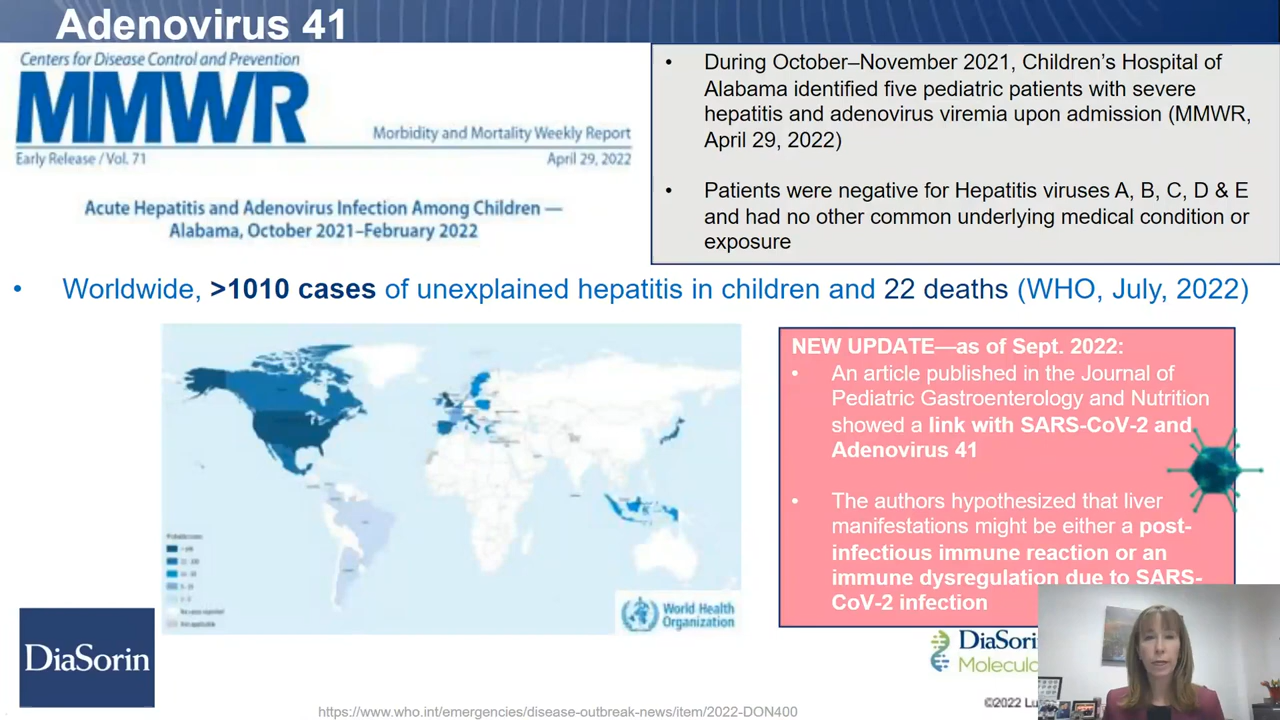 Adenovirus 41
Centers for Disease Control and Prevention
MMWR
Morbidity and Mortality Weekly Report
Early Release / Vol. 71
April 29, 2022
Acute Hepatitis and Adenovirus Infection Among Children —
Alabama, October 2021–February 2022
• During October–November 2021, Children's Hospital of
Alabama identified five pediatric patients with severe
hepatitis and adenovirus viremia upon admission (MMWR,
April 29, 2022)
• Patients were negative for Hepatitis viruses A, B, C, D & E
and had no other common underlying medical condition or
exposure
• Worldwide, >1010 cases of unexplained hepatitis in children and 22 deaths (WHO, July, 2022)
World Health
Organization
NEW UPDATE—as of Sept. 2022:
• An article published in the Journal of
Pediatric Gastroenterology and Nutrition
showed a link with SARS-CoV-2 and
Adenovirus 41
• The authors hypothesized that liver
manifestations might be either a post-
infectious immune reaction or an
immune dysregulation due to SARS-
CoV-2 infection
DiaSorin
DiaSori
Molecul
©2022 Lu
https://www.who.int/emergencies/disease-outbreak-news/item/2022-DON400